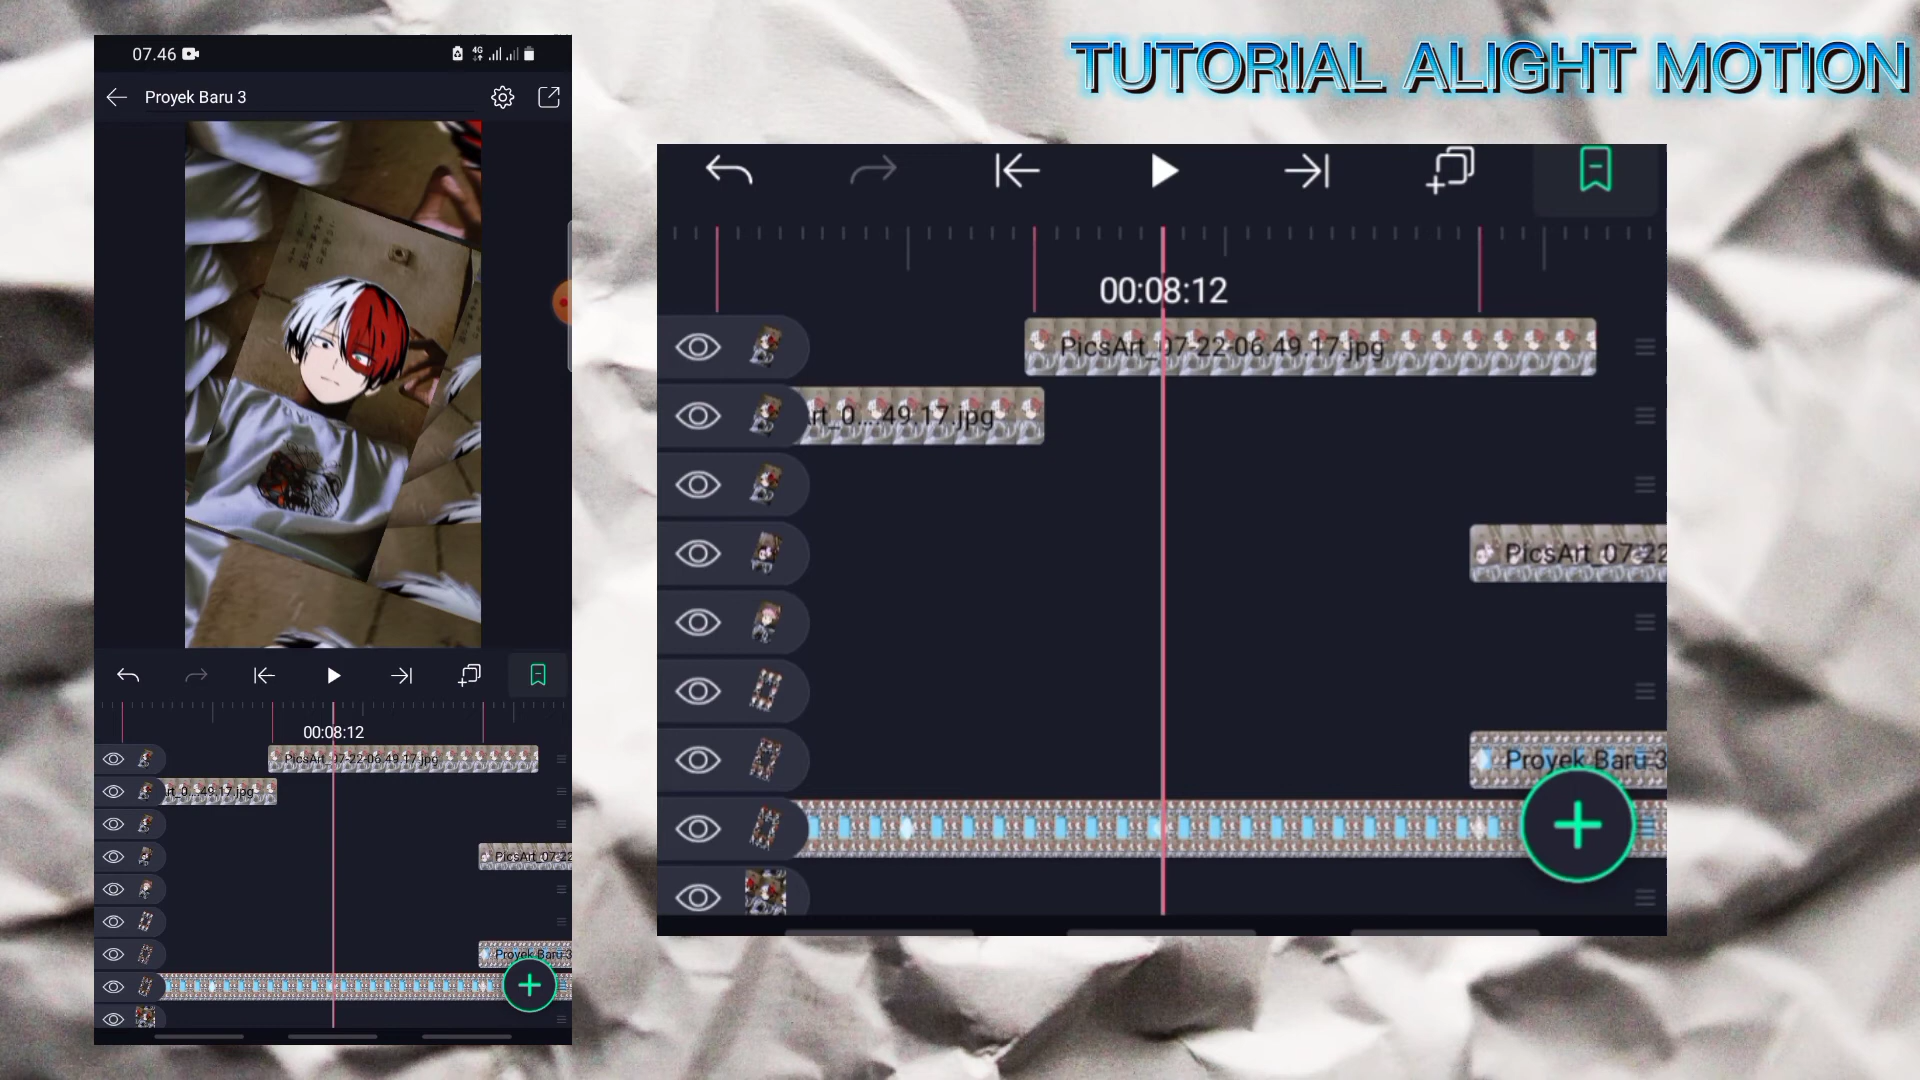 TUTORIAL ALIGHT MOTION
07.46
4G
Proyek Baru 3
00:08:12
PicsArt_07-22-06.49.17.jpg
rt_0....49.17.jpg
PicsArt_07-22
Proyek Baru 3
00:08:12
PicsArt_07-22-06.49.17.jpg
rt_0....49.17.jpg
PicsArt_07-22
Proyek Baru 3